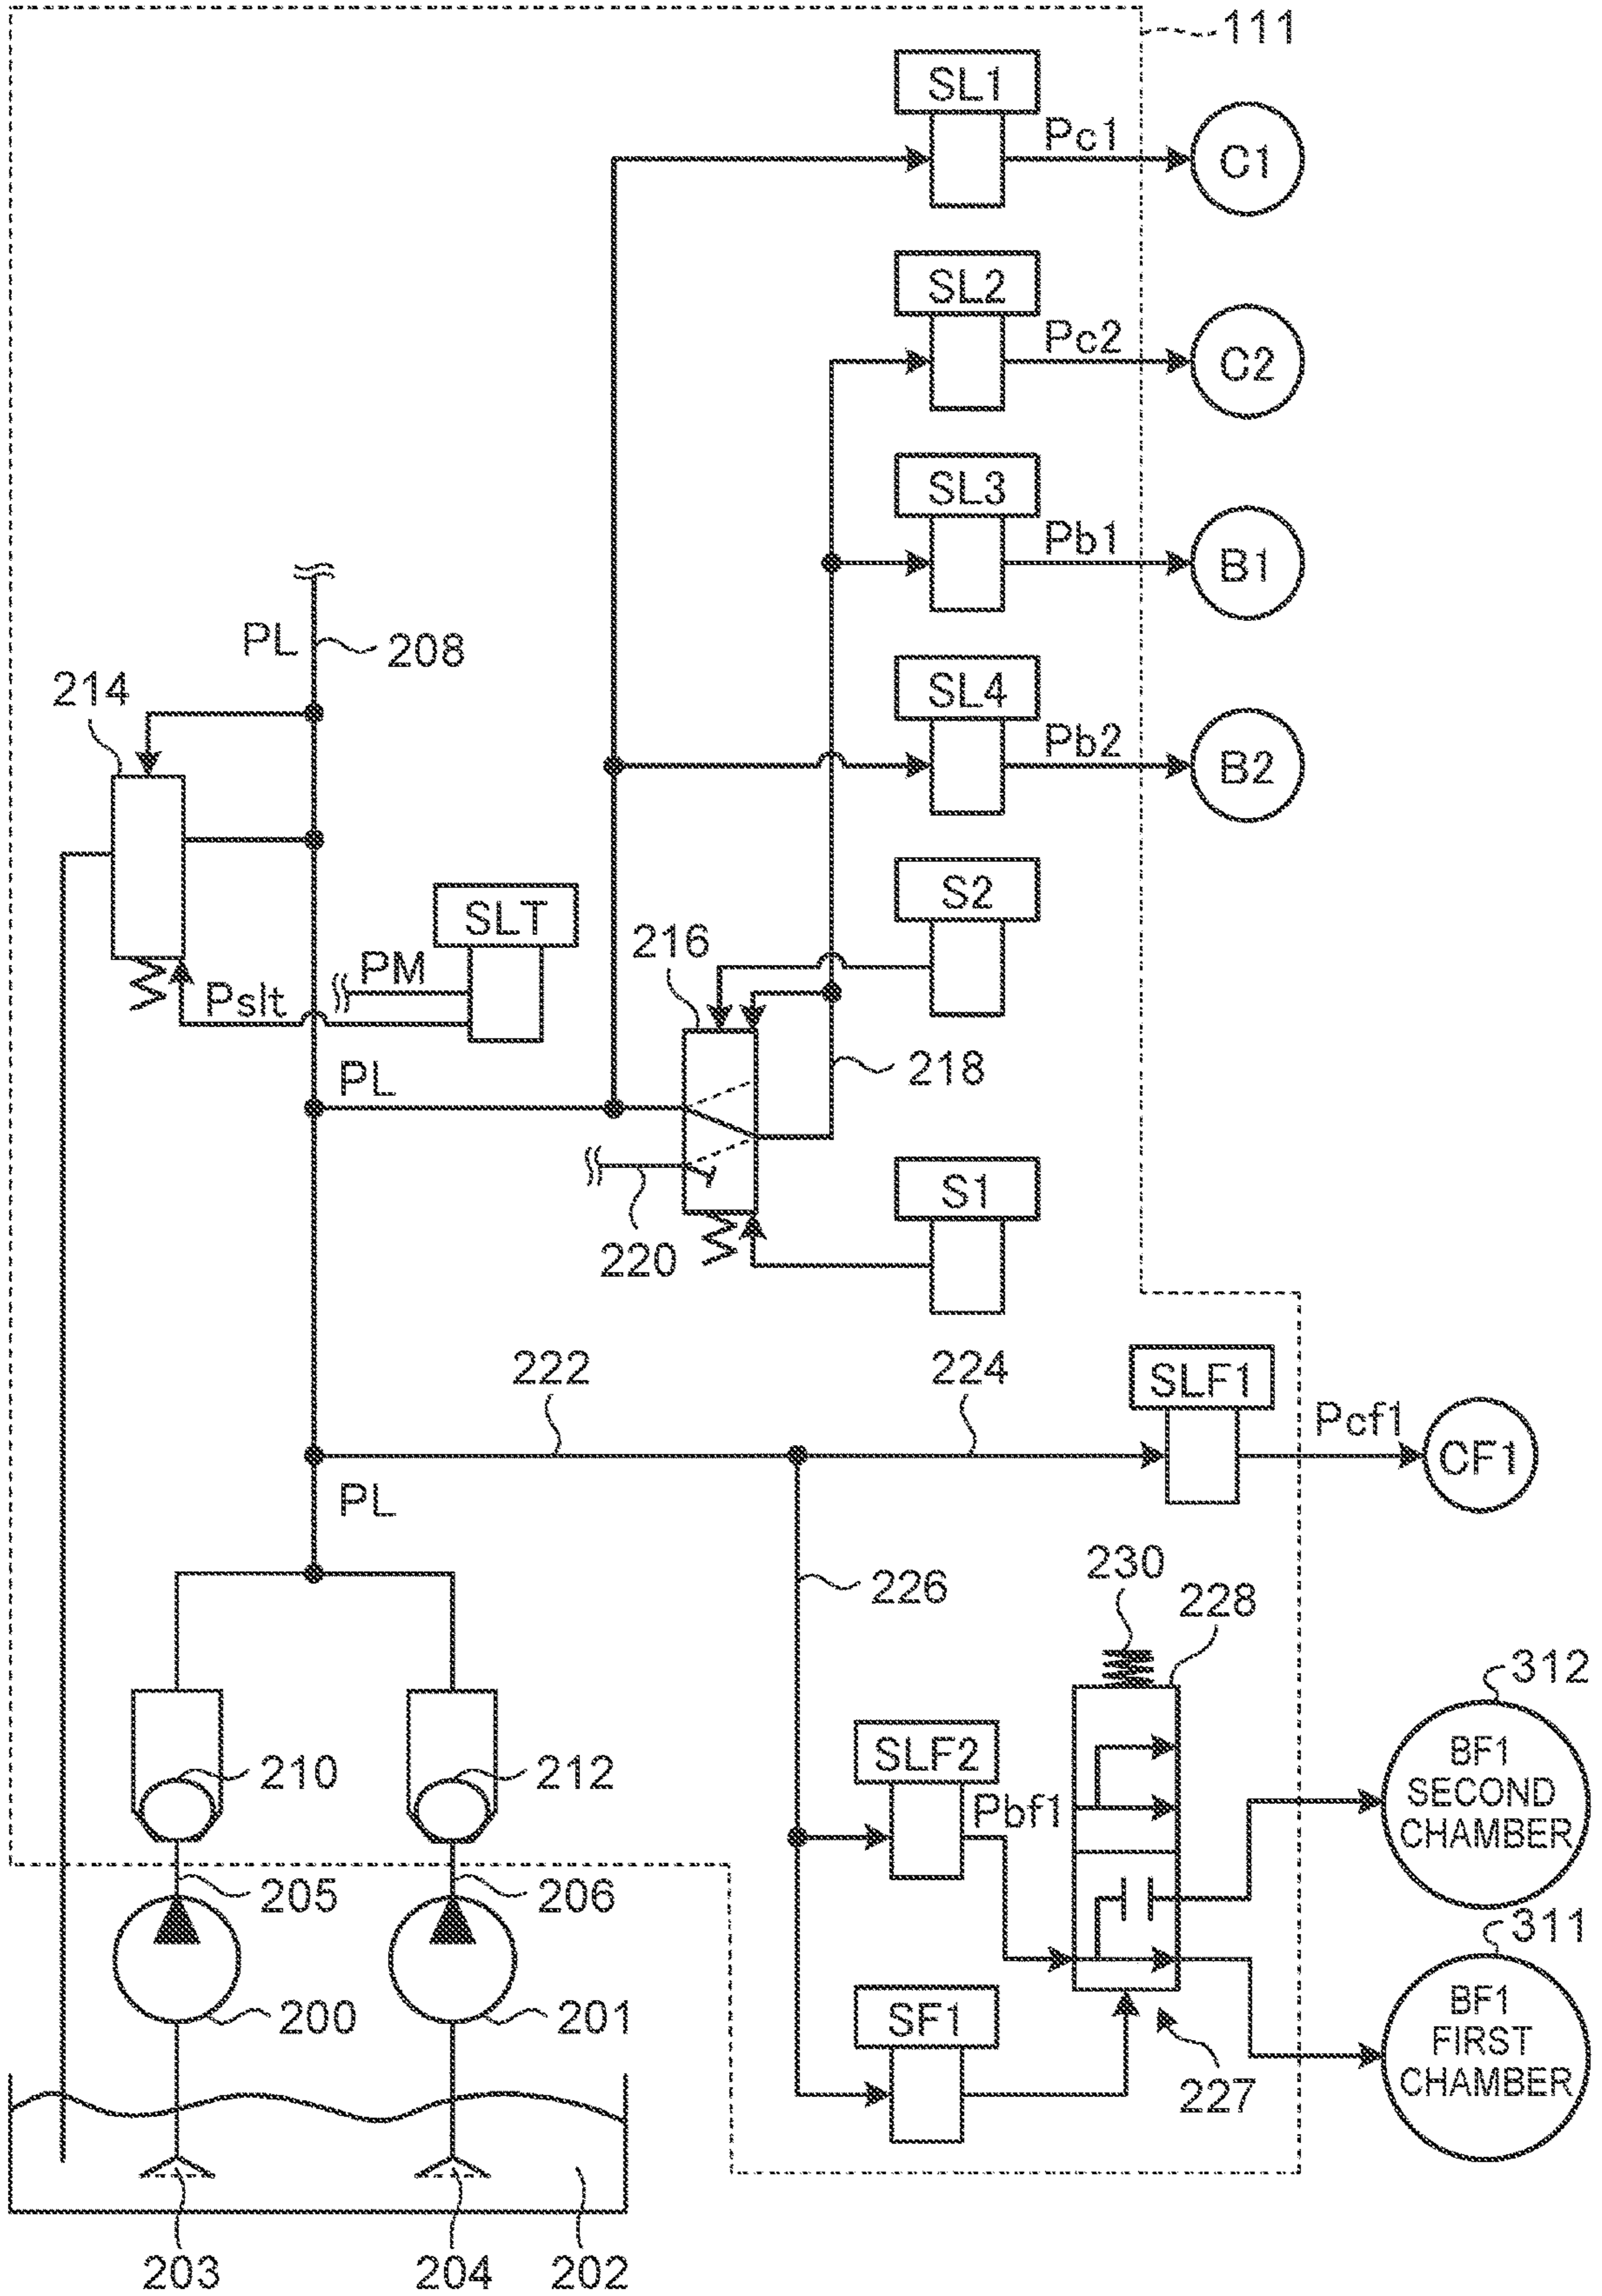 111
SL1
Pc1
C1
SL2
Pc2
C2
SL3
Pb1
B1
PL
208
214
SL4
Pb2
B2
S2
SLT
216
PM
Pslt
218
PL
S1
220
222
224
SLF1
Pcf1
CF1
PL
230
226
228
312
BF1
SECOND
CHAMBER
SLF2
210
212
Pbf1
205
206
311
BF1
FIRST
CHAMBER
200
201
SF1
227
203
204
202